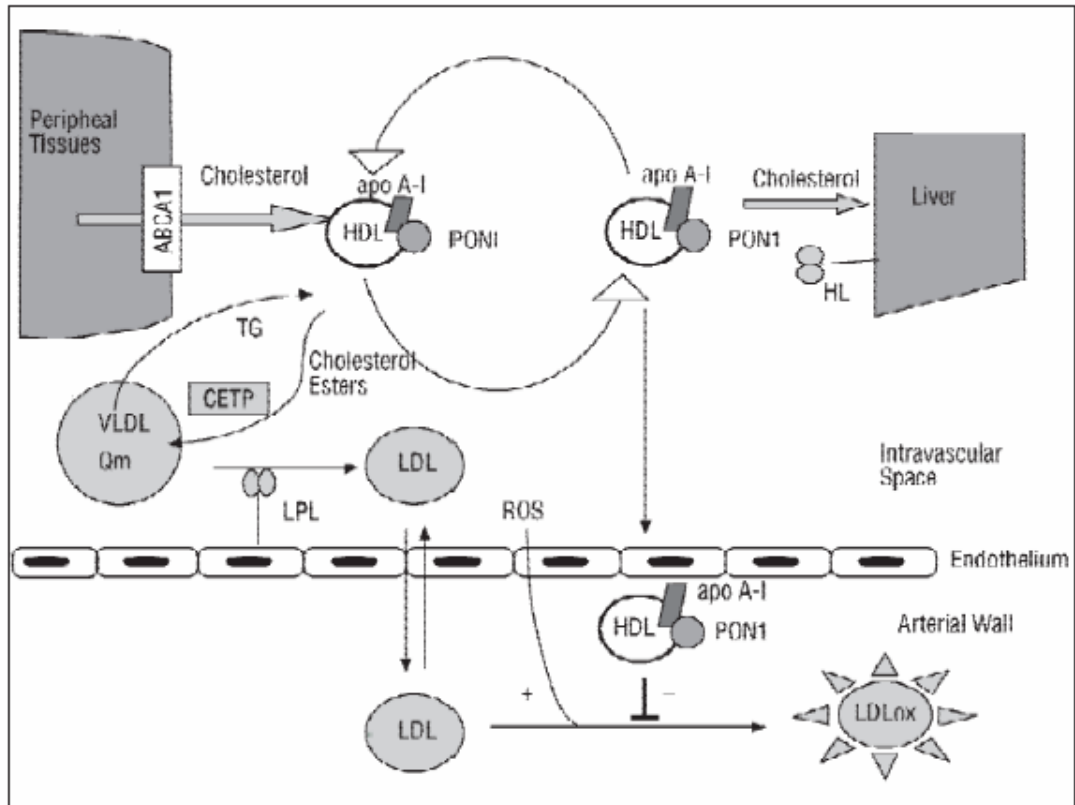 Peripheal
Tissues
ABCA1
Cholesterol
apo A-I
HDL
PONI
apo A-I
HDL
PON1
Cholesterol
Liver
HL
TG
Cholesterol
Esters
CETP
VLDL
Qm
LPL
LDL
ROS
Intravascular
Space
Endothelium
apo A-I
HDL
PON1
Arterial Wall
LDL
+
–
LDLox